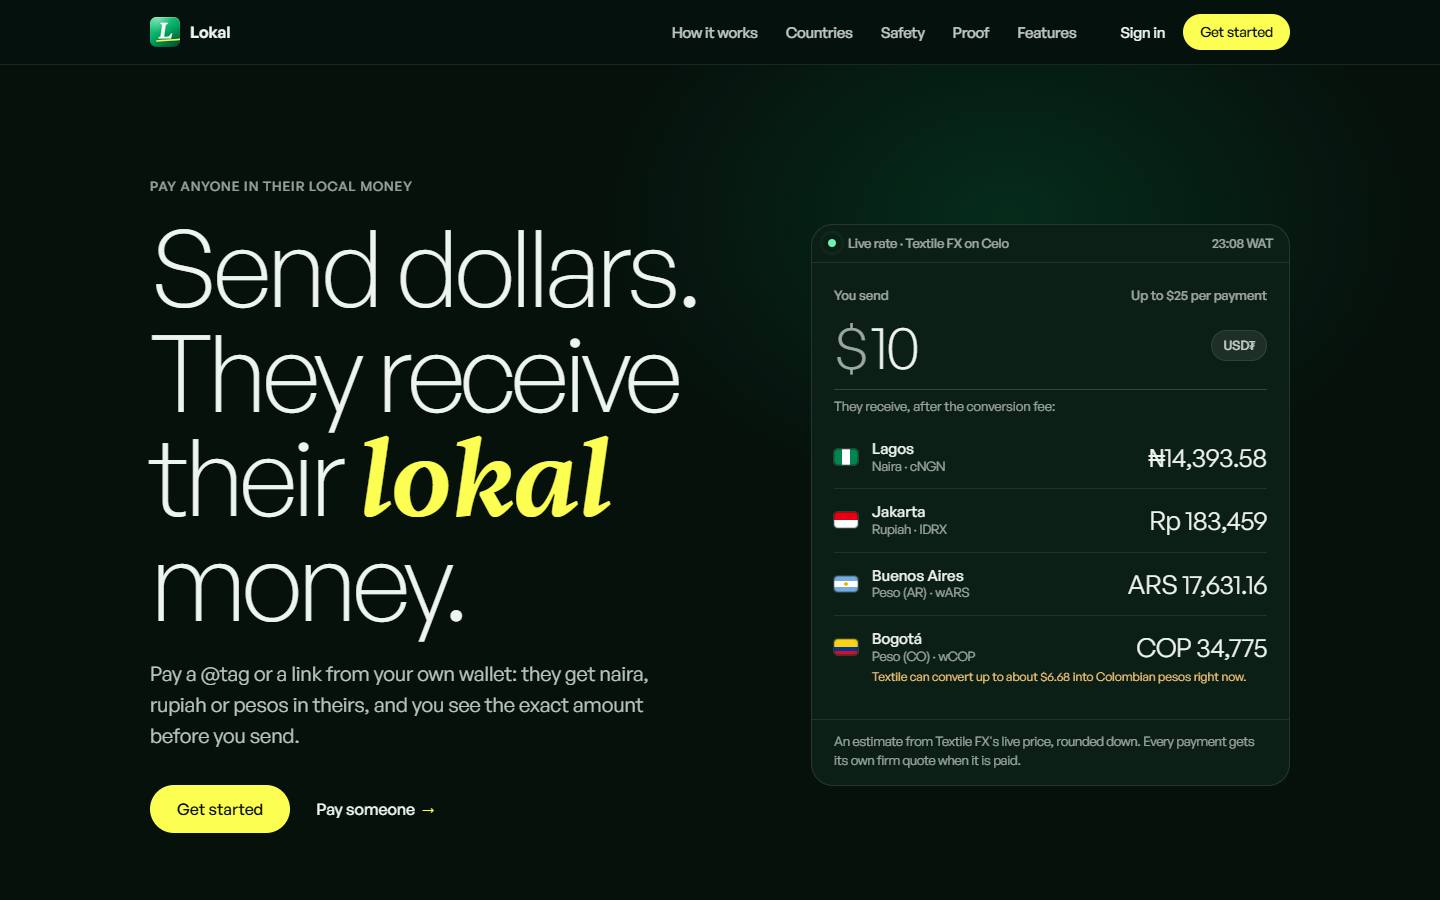 L Lokal
How it works Countries Safety Proof Features Sign in Get started
PAY ANYONE IN THEIR LOCAL MONEY
Send dollars.
They receive
their lokal
money.
Pay a @tag or a link from your own wallet: they get naira,
rupiah or pesos in theirs, and you see the exact amount
before you send.
Get started Pay someone →
Live rate · Textile FX on Celo 23:08 WAT
You send Up to $25 per payment
$10 USD₮
They receive, after the conversion fee:
Lagos
Naira · cNGN
₦14,393.58
Jakarta
Rupiah · IDRX
Rp 183,459
Buenos Aires
Peso (AR) · wARS
ARS 17,631.16
Bogotá
Peso (CO) · wCOP
COP 34,775
Textile can convert up to about $6.68 into Colombian pesos right now.
An estimate from Textile FX's live price, rounded down. Every payment gets
its own firm quote when it is paid.